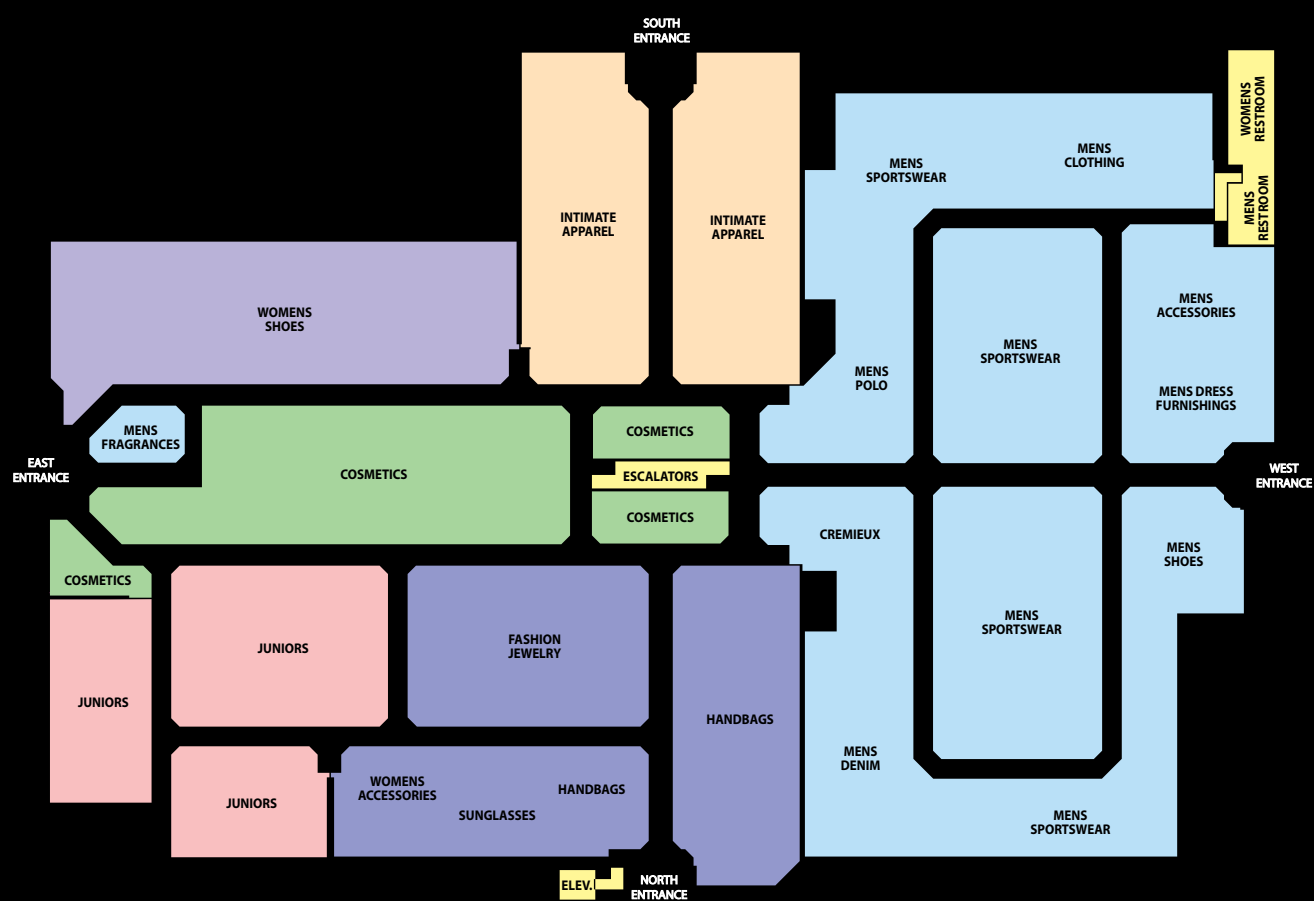 SOUTH
ENTRANCE
WOMENS
RESTROOM
MENS
RESTROOM
MENS
SPORTSWEAR
MENS
CLOTHING
INTIMATE
APPAREL
INTIMATE
APPAREL
WOMENS
SHOES
MENS
ACCESSORIES
MENS
SPORTSWEAR
MENS
POLO
MENS DRESS
FURNISHINGS
MENS
FRAGRANCES
COSMETICS
EAST
ENTRANCE
COSMETICS
ESCALATORS
WEST
ENTRANCE
COSMETICS
CREMIEUX
MENS
SHOES
COSMETICS
JUNIORS
FASHION
JEWELRY
MENS
SPORTSWEAR
JUNIORS
HANDBAGS
MENS
DENIM
WOMENS
ACCESSORIES
HANDBAGS
JUNIORS
SUNGLASSES
MENS
SPORTSWEAR
ELEV.
NORTH
ENTRANCE